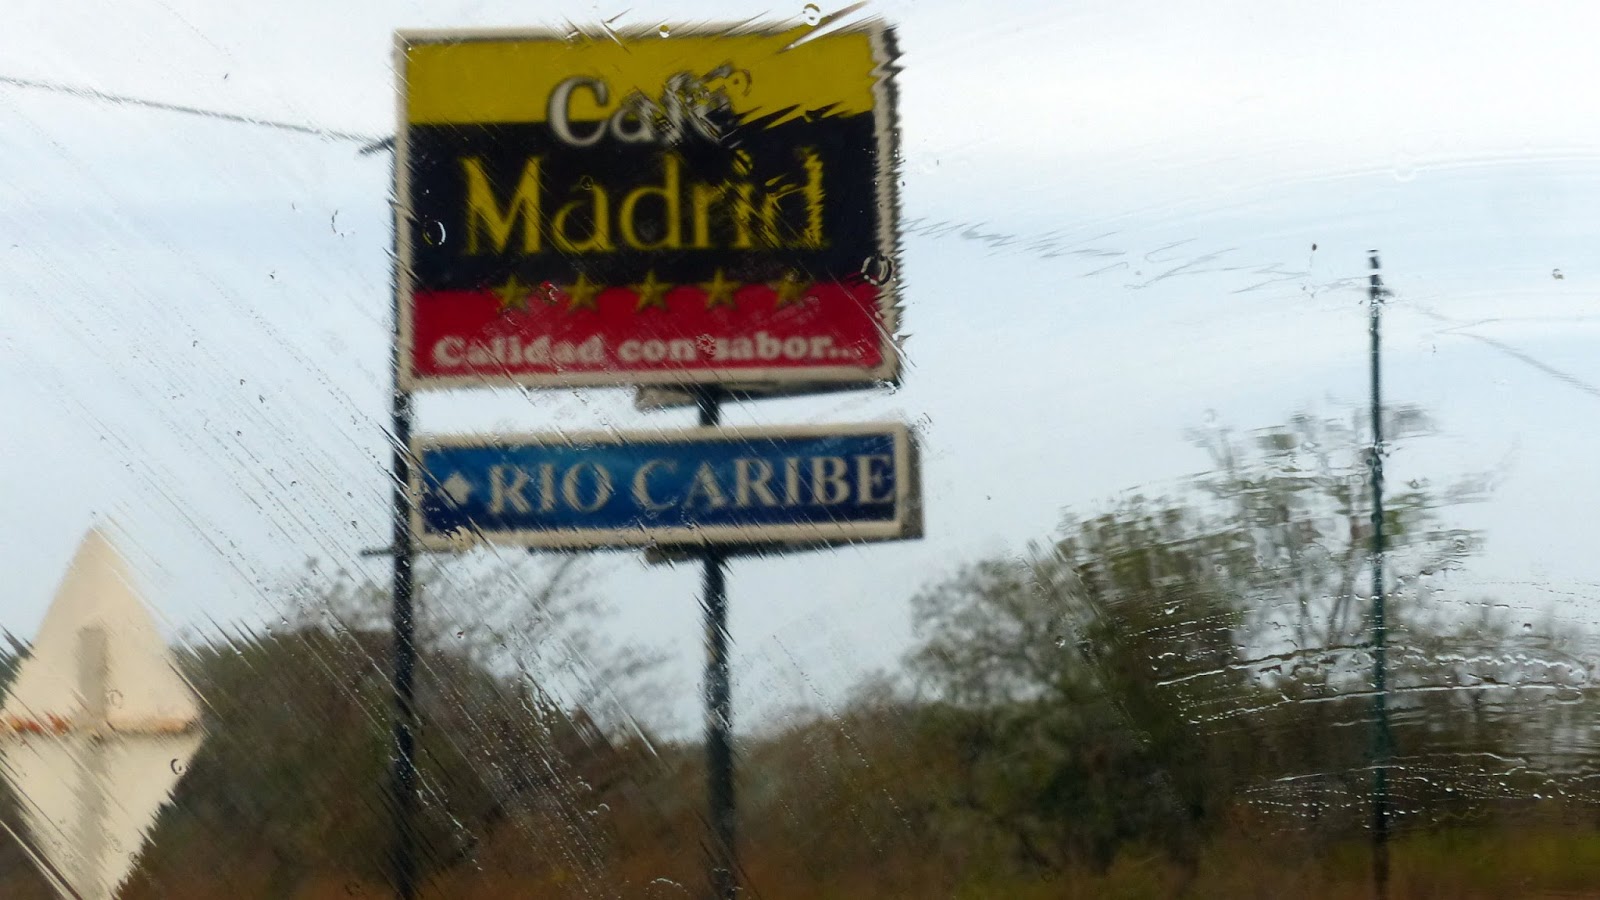 Café
Madrid
Calidad con sabor...
RIO CARIBE